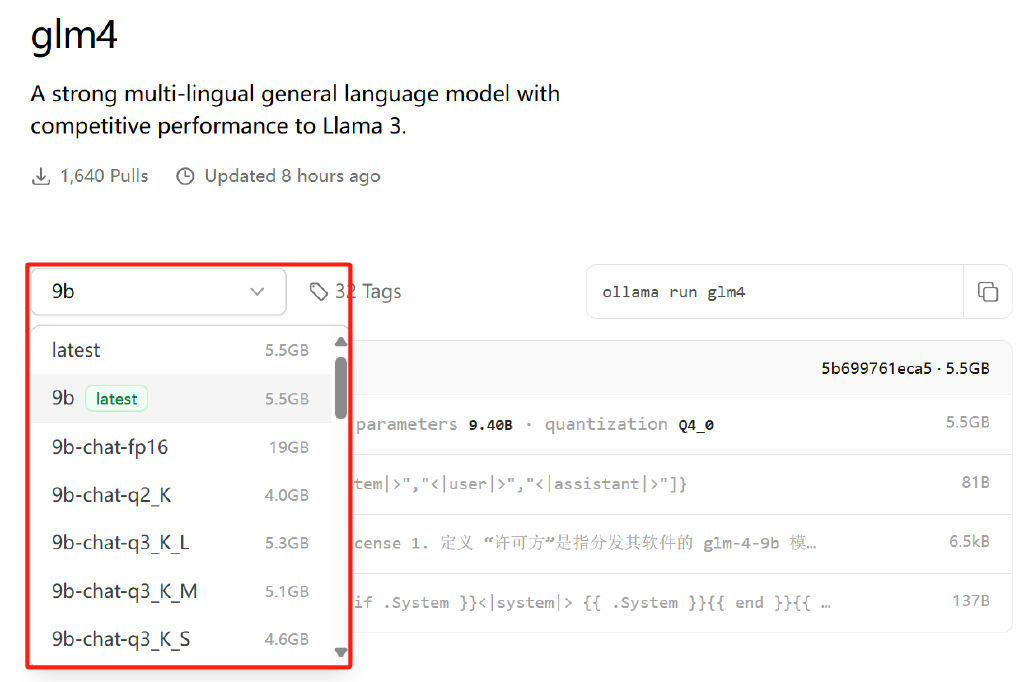 glm4
A strong multi-lingual general language model with
competitive performance to Llama 3.
1,640 Pulls Updated 8 hours ago
9b 32 Tags ollama run glm4
latest 5.5GB
5b699761eca5 · 5.5GB
9b latest 5.5GB
parameters 9.40B · quantization Q4_0 5.5GB
9b-chat-fp16 19GB
tem|>","<|user|>","<|assistant|>"]} 81B
9b-chat-q2_K 4.0GB
9b-chat-q3_K_L 5.3GB
cense 1. 定义 “许可方”是指分发其软件的 glm-4-9b 模… 6.5kB
9b-chat-q3_K_M 5.1GB
if .System }}<|system|> {{ .System }}{{ end }}{{ … 137B
9b-chat-q3_K_S 4.6GB